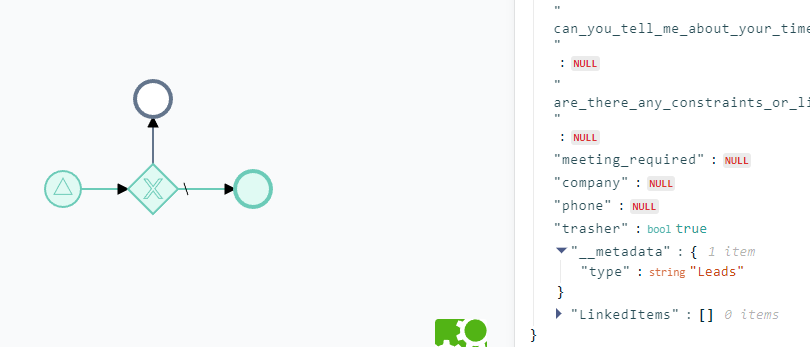 "
can_you_tell_me_about_your_time
"
: NULL
"
are_there_any_constraints_or_li
"
: NULL
"meeting_required" : NULL
"company" : NULL
"phone" : NULL
"trasher" : bool true
"__metadata" : { 1 item
"type" : string "Leads"
}
"LinkedItems" : [] 0 items
}